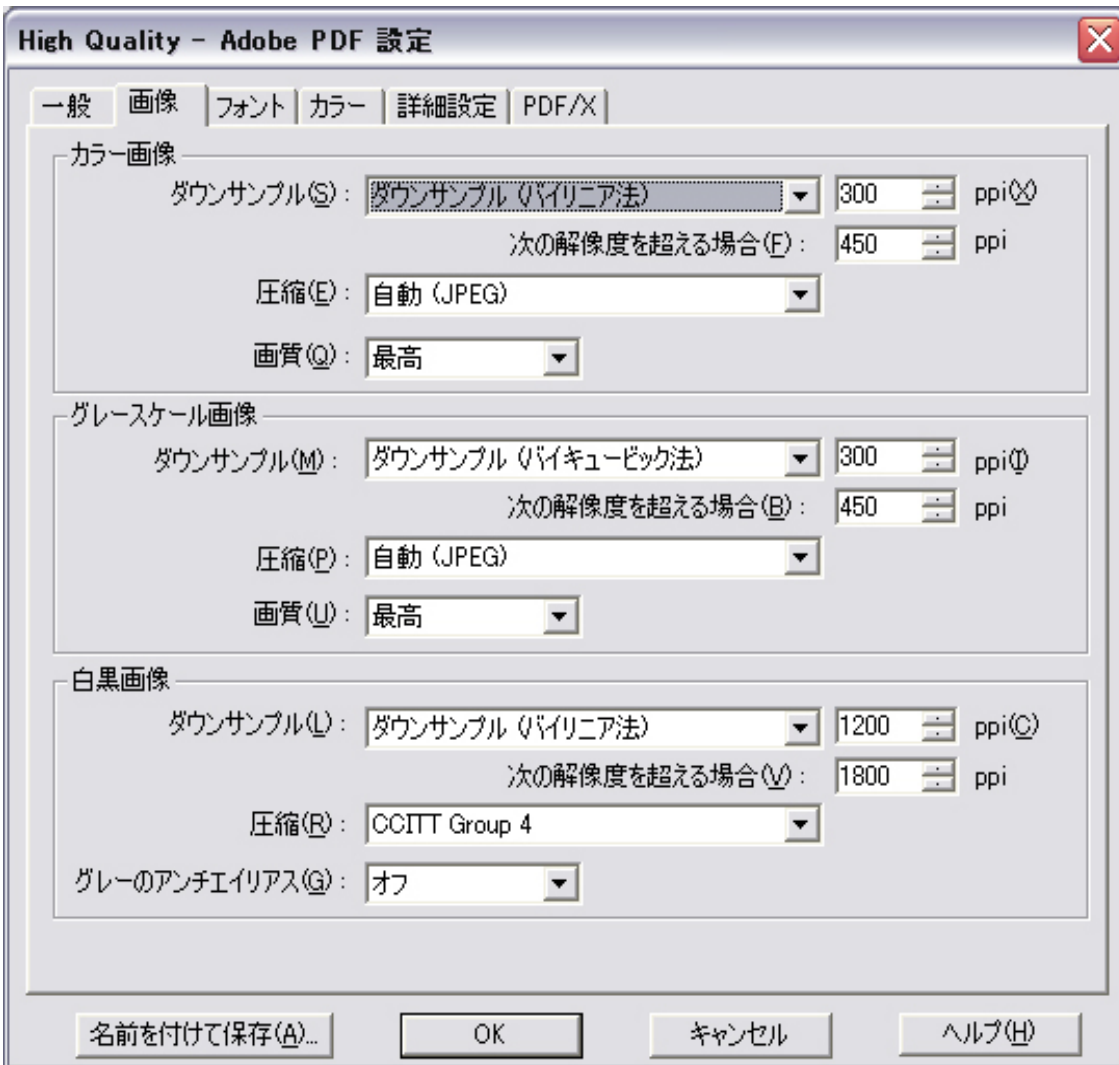 High Quality - Adobe PDF 設定
一般 画像 フォント カラー 詳細設定 PDF/X
カラー画像
ダウンサンプル(S): ダウンサンプル (バイリニア法) 300 ppi(X)
次の解像度を超える場合(F): 450 ppi
圧縮(E): 自動 (JPEG)
画質(Q): 最高
グレースケール画像
ダウンサンプル(M): ダウンサンプル (バイキュービック法) 300 ppi(I)
次の解像度を超える場合(B): 450 ppi
圧縮(P): 自動 (JPEG)
画質(U): 最高
白黒画像
ダウンサンプル(L): ダウンサンプル (バイリニア法) 1200 ppi(C)
次の解像度を超える場合(V): 1800 ppi
圧縮(R): CCITT Group 4
グレーのアンチエイリアス(G): オフ
名前を付けて保存(A)... OK キャンセル ヘルプ(H)